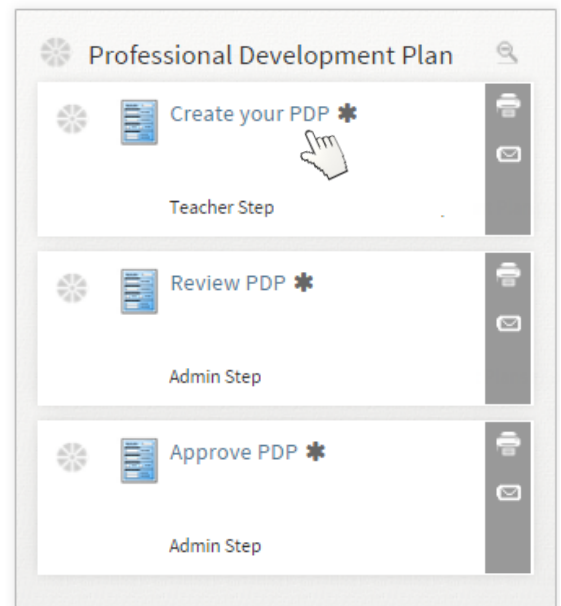 Professional Development Plan
Create your PDP ✱
Teacher Step
Review PDP ✱
Admin Step
Approve PDP ✱
Admin Step